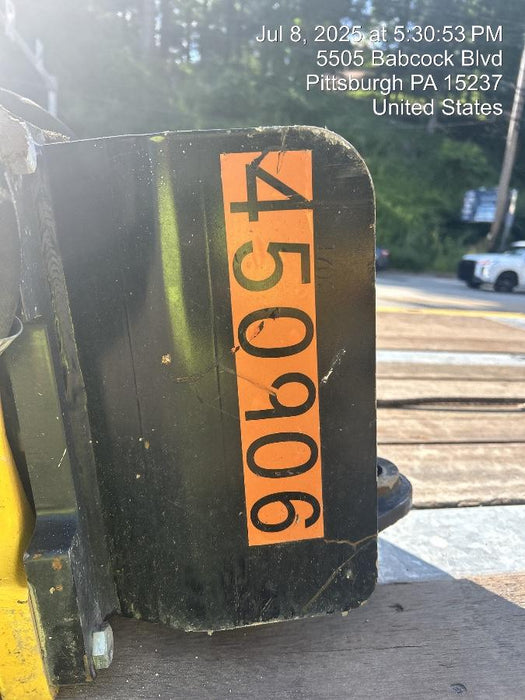 Jul 8, 2025 at 5:30:53 PM
5505 Babcock Blvd
Pittsburgh PA 15237
United States
450906